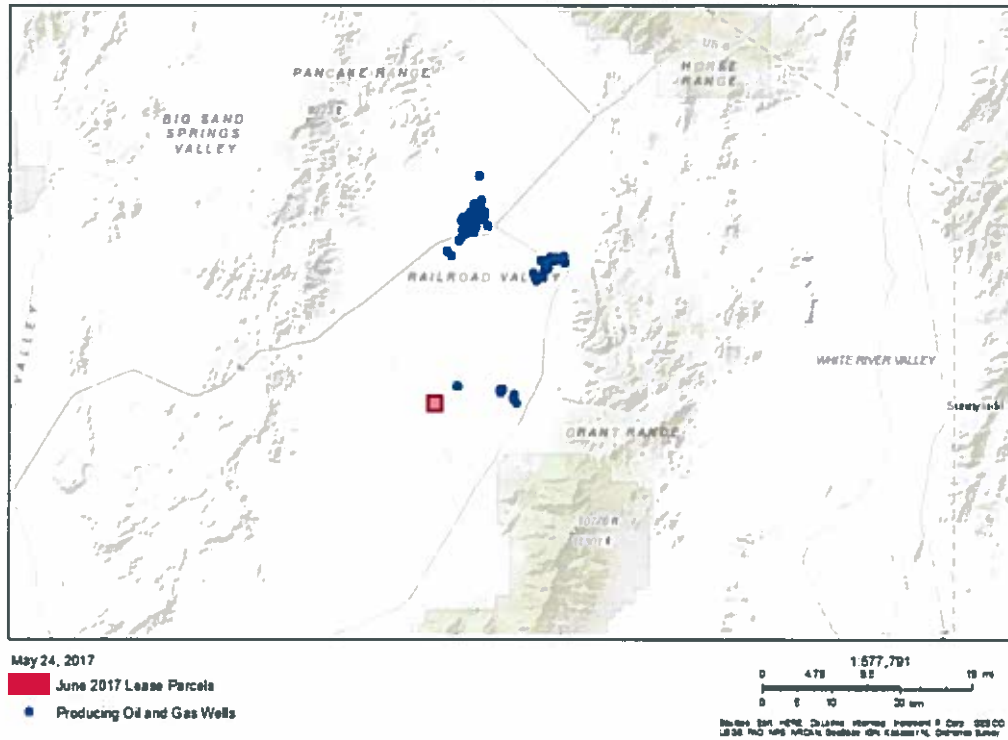 PANCAKE RANGE
HORSE
RANGE
BIG SAND
SPRINGS
VALLEY
RAILROAD VALLEY
VALLEY
WHITE RIVER VALLEY
GRANT RANGE
May 24, 2017
June 2017 Lease Parcels
Producing Oil and Gas Wells
1:577,791
0 4.75 9.5 19 mi
0 5 10 20 km